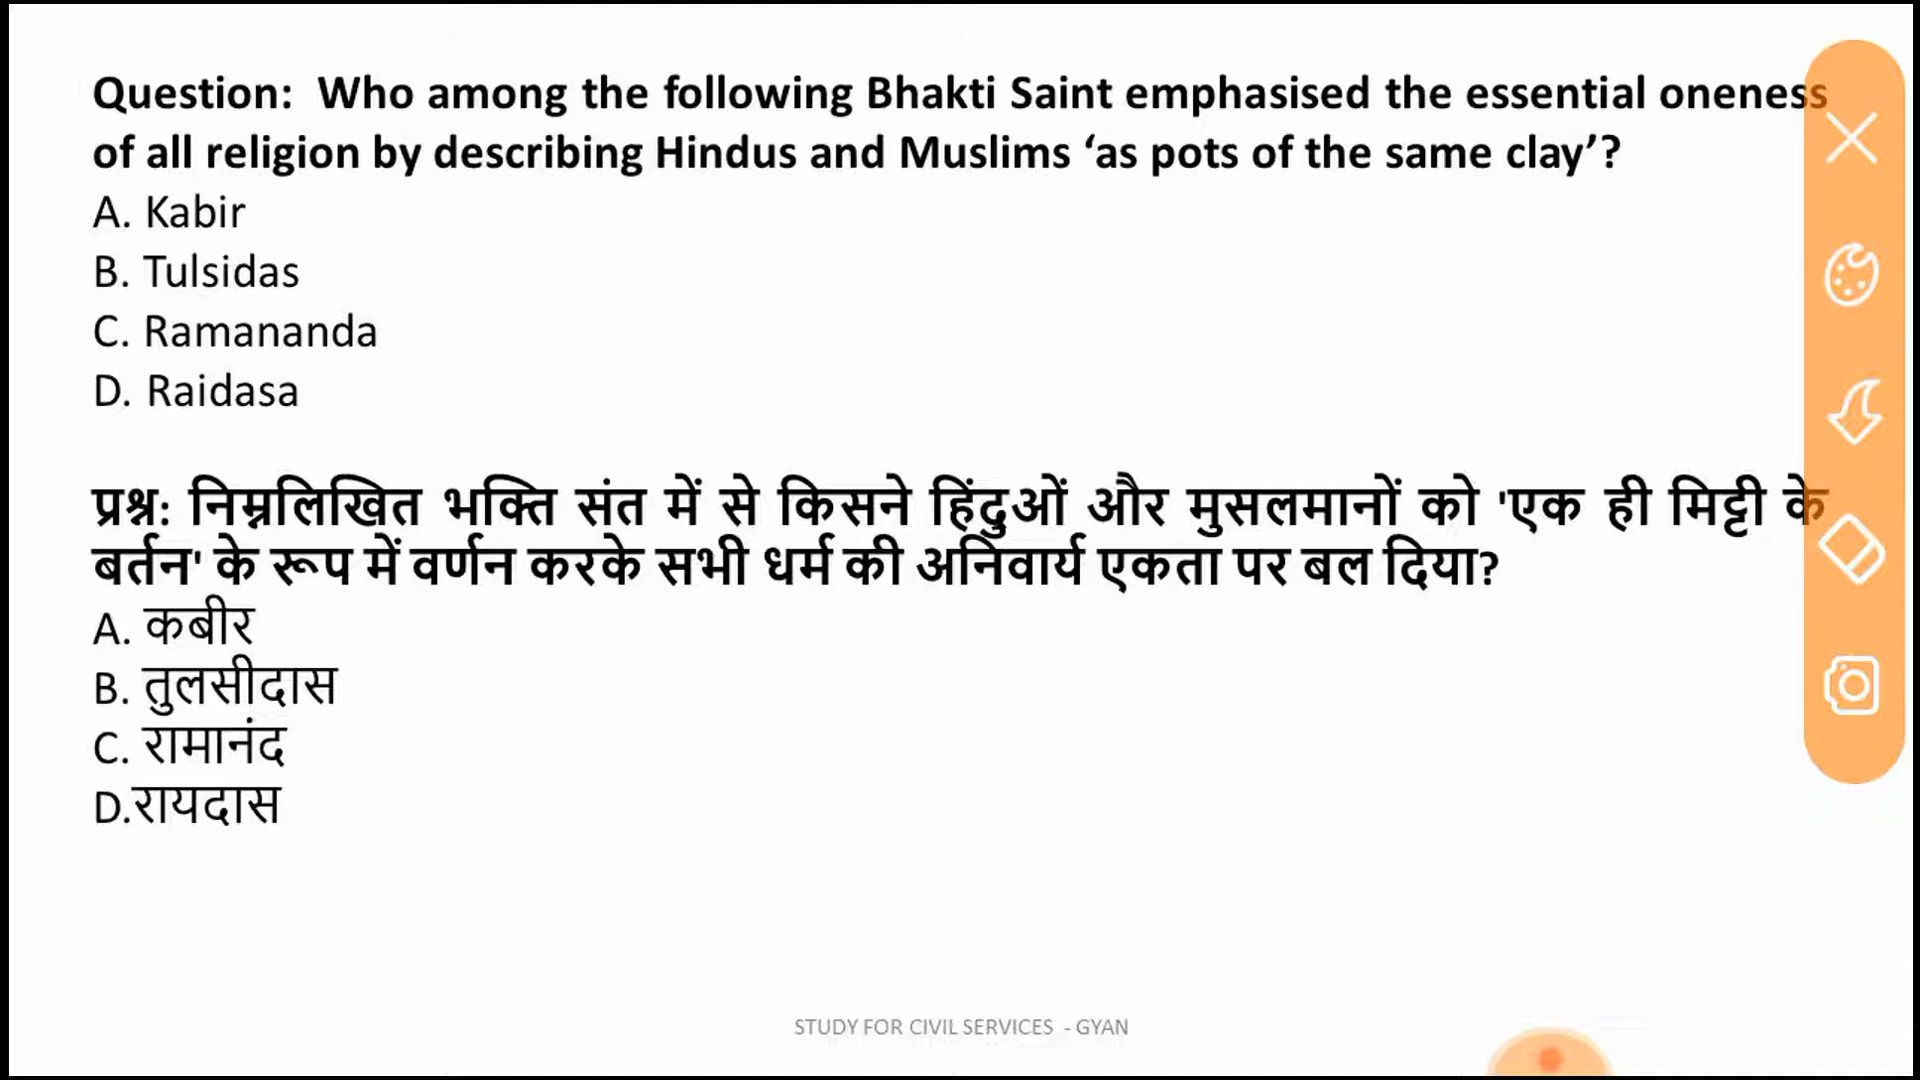 Question: Who among the following Bhakti Saint emphasised the essential oneness
of all religion by describing Hindus and Muslims ‘as pots of the same clay’?
A. Kabir
B. Tulsidas
C. Ramananda
D. Raidasa
प्रश्न: निम्नलिखित भक्ति संत में से किसने हिंदुओं और मुसलमानों को 'एक ही मिट्टी के
बर्तन' के रूप में वर्णन करके सभी धर्म की अनिवार्य एकता पर बल दिया?
A. कबीर
B. तुलसीदास
C. रामानंद
D.रायदास
STUDY FOR CIVIL SERVICES - GYAN